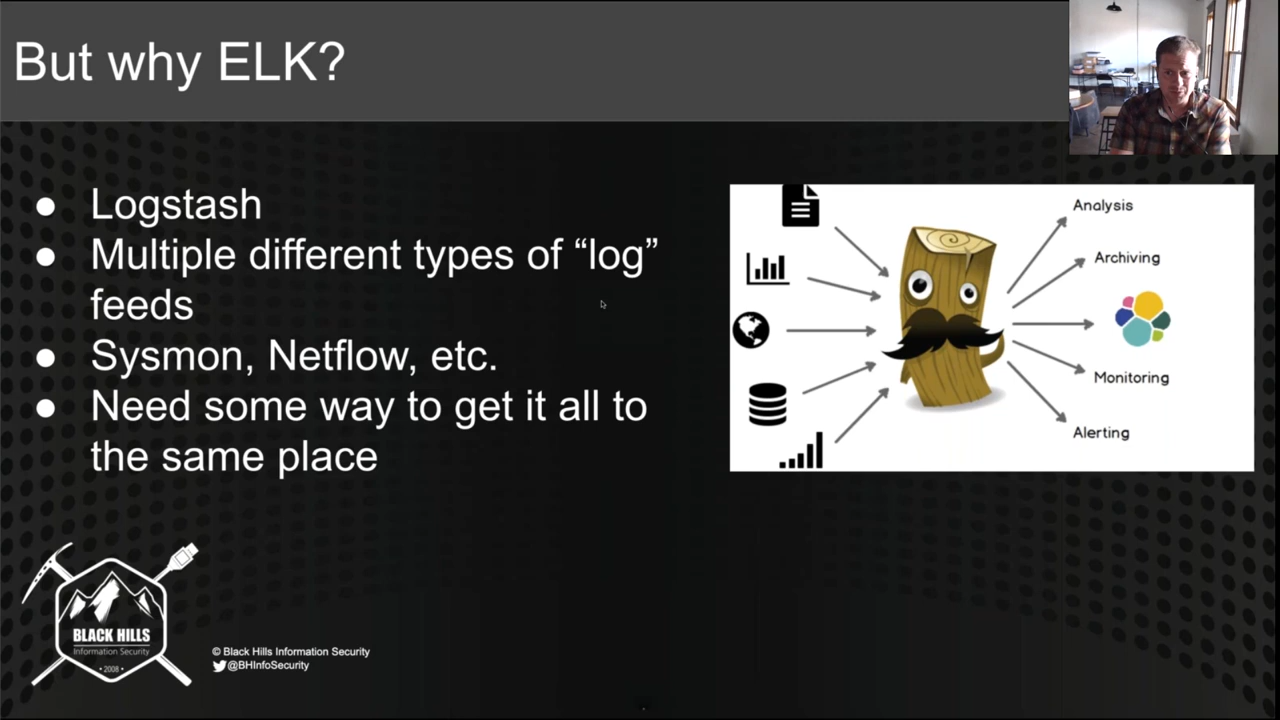 But why ELK?
● Logstash
● Multiple different types of “log”
feeds
● Sysmon, Netflow, etc.
● Need some way to get it all to
the same place
Analysis
Archiving
Monitoring
Alerting
BLACK HILLS
Information Security
• 2008 •
© Black Hills Information Security
@BHInfoSecurity